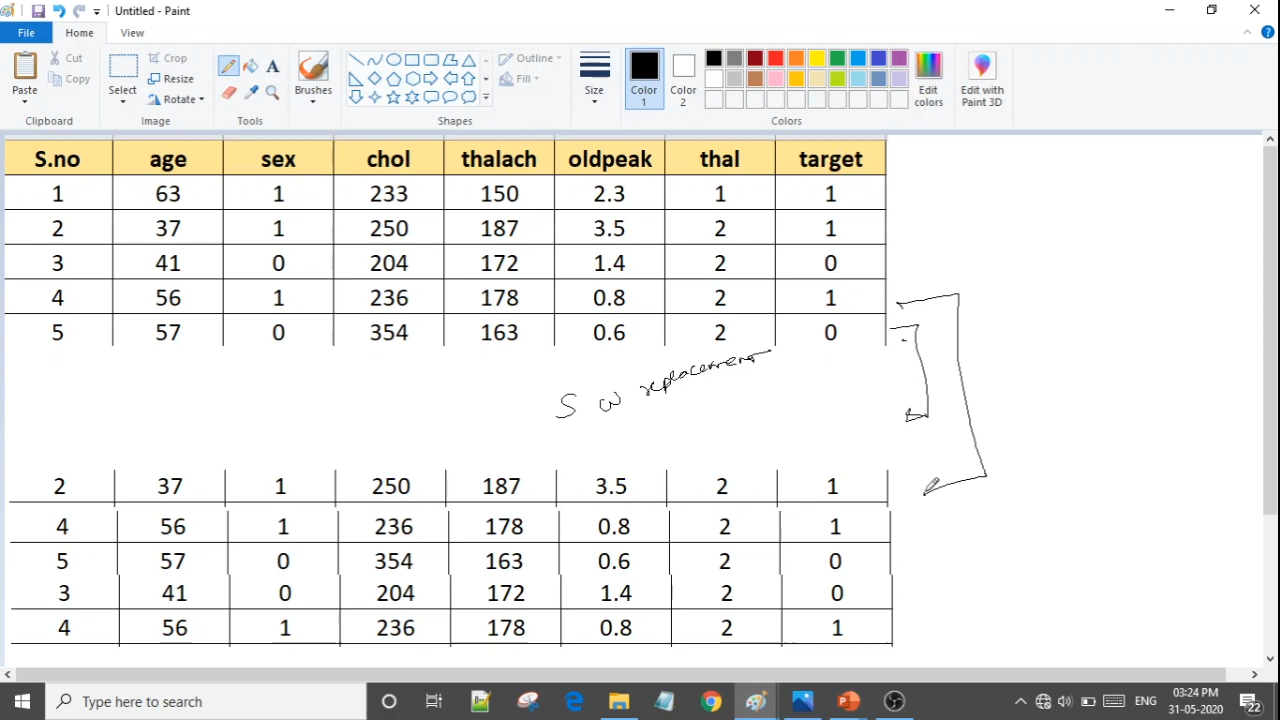 Untitled - Paint
File Home View
Paste Cut Copy Select Crop Resize Rotate Brushes Outline Fill Size Color 1 Color 2 Edit colors Edit with Paint 3D
Clipboard Image Tools Shapes Colors
S.no age sex chol thalach oldpeak thal target
1 63 1 233 150 2.3 1 1
2 37 1 250 187 3.5 2 1
3 41 0 204 172 1.4 2 0
4 56 1 236 178 0.8 2 1
5 57 0 354 163 0.6 2 0
S w replacement
2 37 1 250 187 3.5 2 1
4 56 1 236 178 0.8 2 1
5 57 0 354 163 0.6 2 0
3 41 0 204 172 1.4 2 0
4 56 1 236 178 0.8 2 1
Type here to search
ENG
03:24 PM
31-05-2020
22